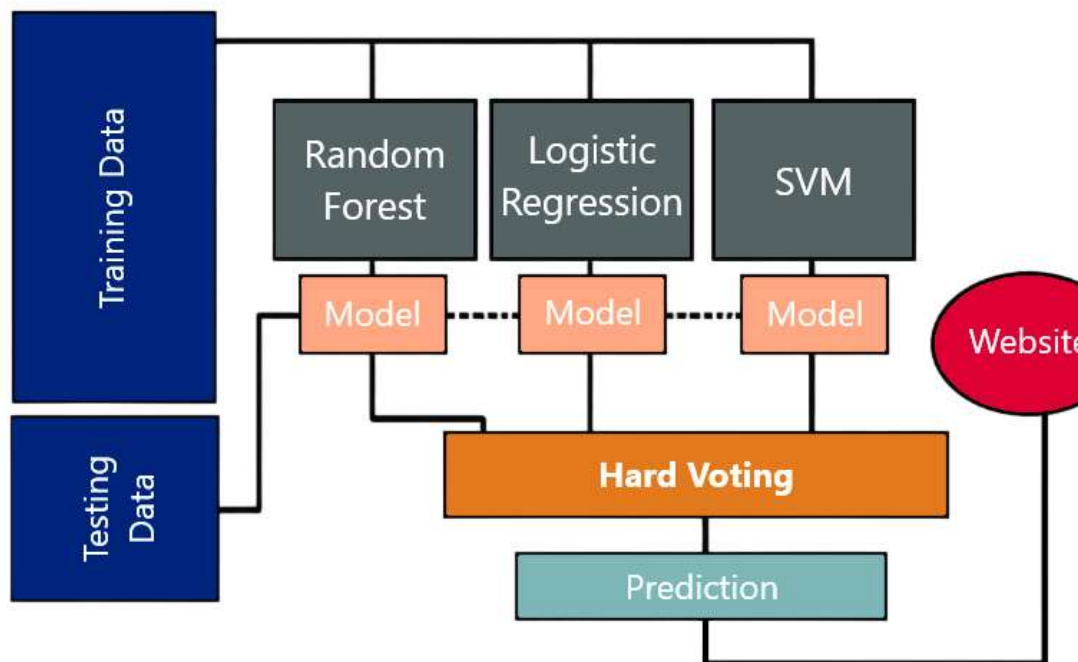 Training Data
Random
Forest
Logistic
Regression
SVM
Model
Model
Model
Website
Testing
Data
Hard Voting
Prediction